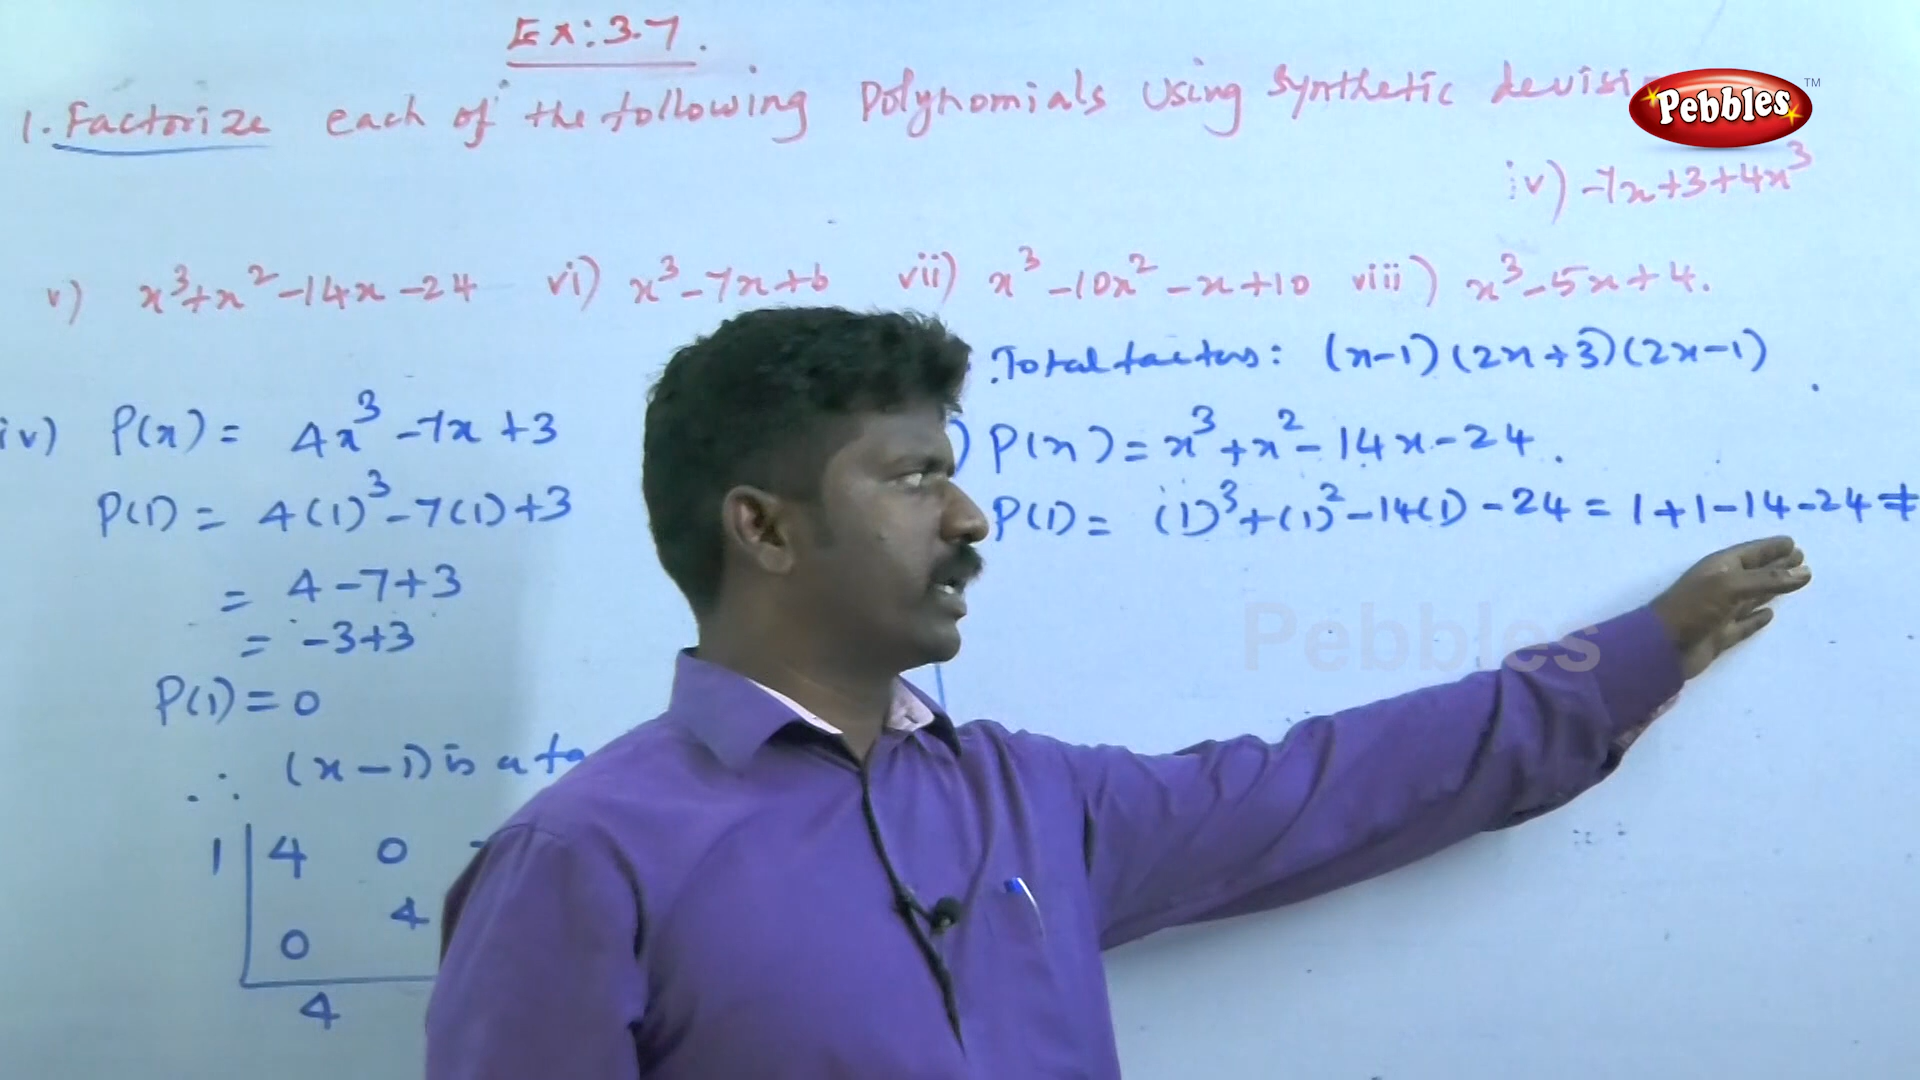 Ex: 3.7.
1. Factorize each of the following Polynomials using Synthetic devisi
Pebbles™
iv) -7x+3+4x³
v) x³+x²-14x-24 vi) x³-7x+6 vii) x³-10x²-x+10 viii) x³-5x+4.
Total factors: (x-1)(2x+3)(2x-1)
iv) P(x) = 4x³-7x+3
P(1) = 4(1)³-7(1)+3
= 4-7+3
= -3+3
P(1) = 0
∴ (x-1) is a fa
1 4 0
4
0
4
) P(x) = x³+x²-14x-24.
P(1) = (1)³+(1)²-14(1)-24 = 1+1-14-24 ≠
Pebbles